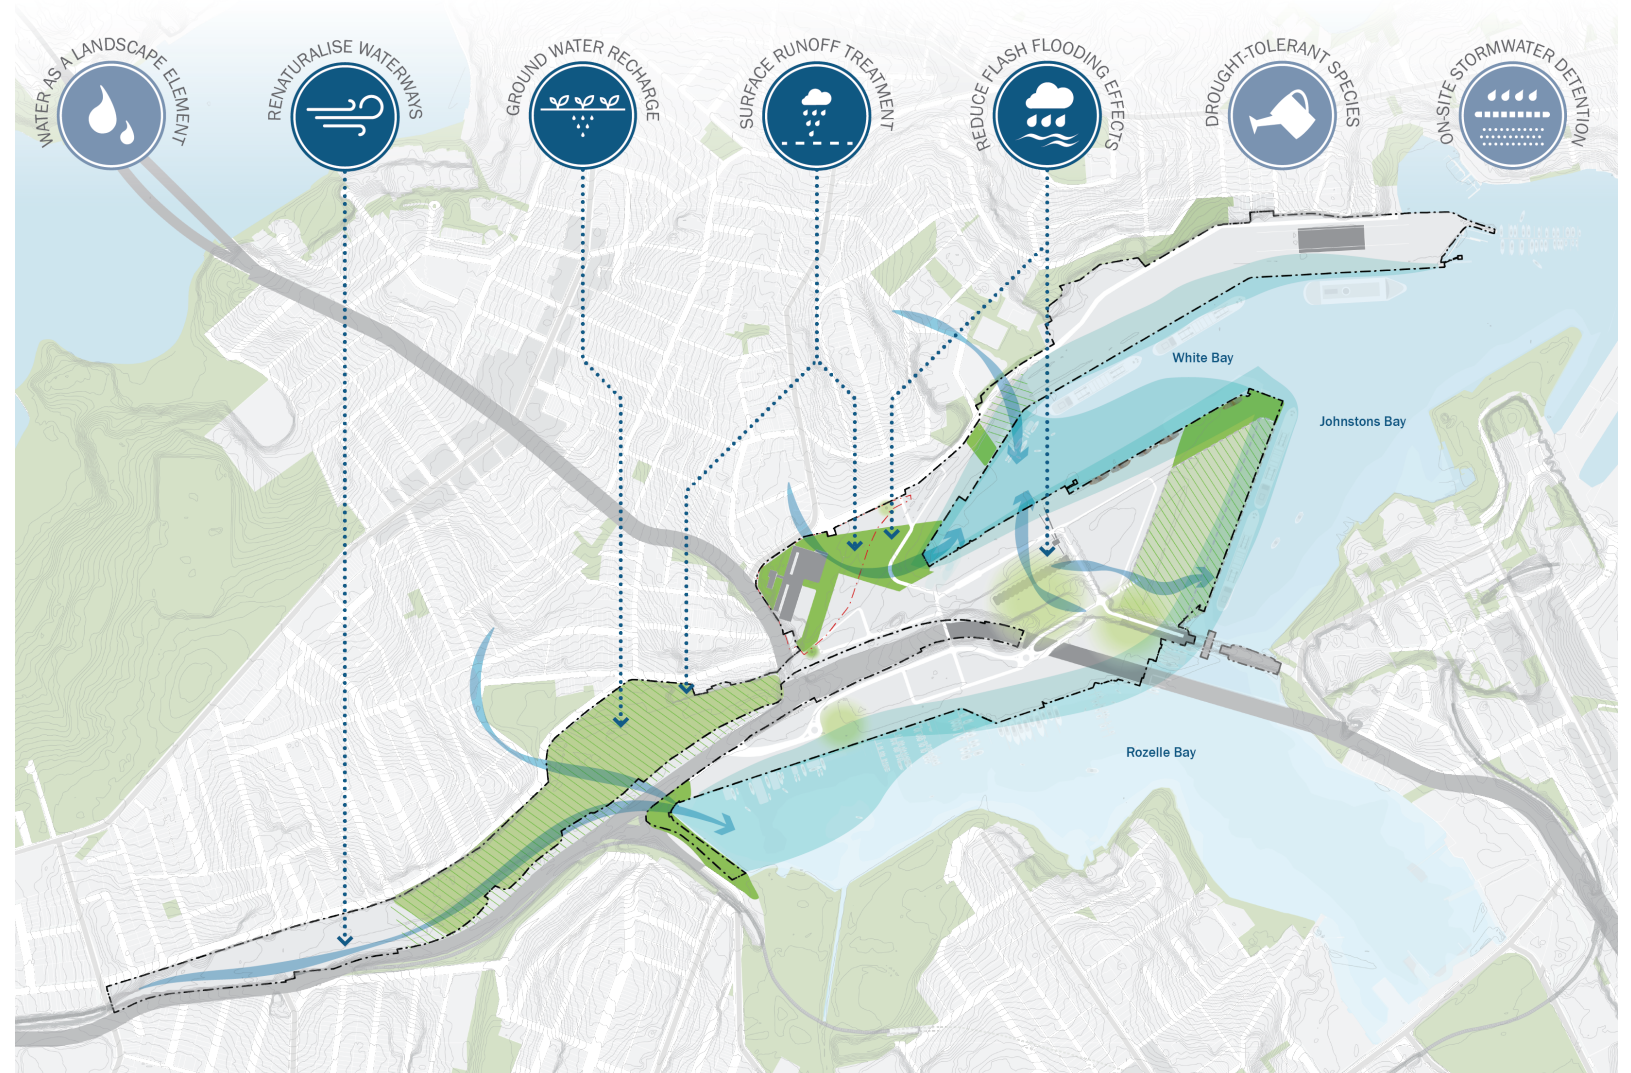 WATER AS A LANDSCAPE ELEMENT
RENATURALISE WATERWAYS
GROUND WATER RECHARGE
SURFACE RUNOFF TREATMENT
REDUCE FLASH FLOODING EFFECTS
DROUGHT-TOLERANT SPECIES
ON-SITE STORMWATER DETENTION
White Bay
Johnstons Bay
Rozelle Bay